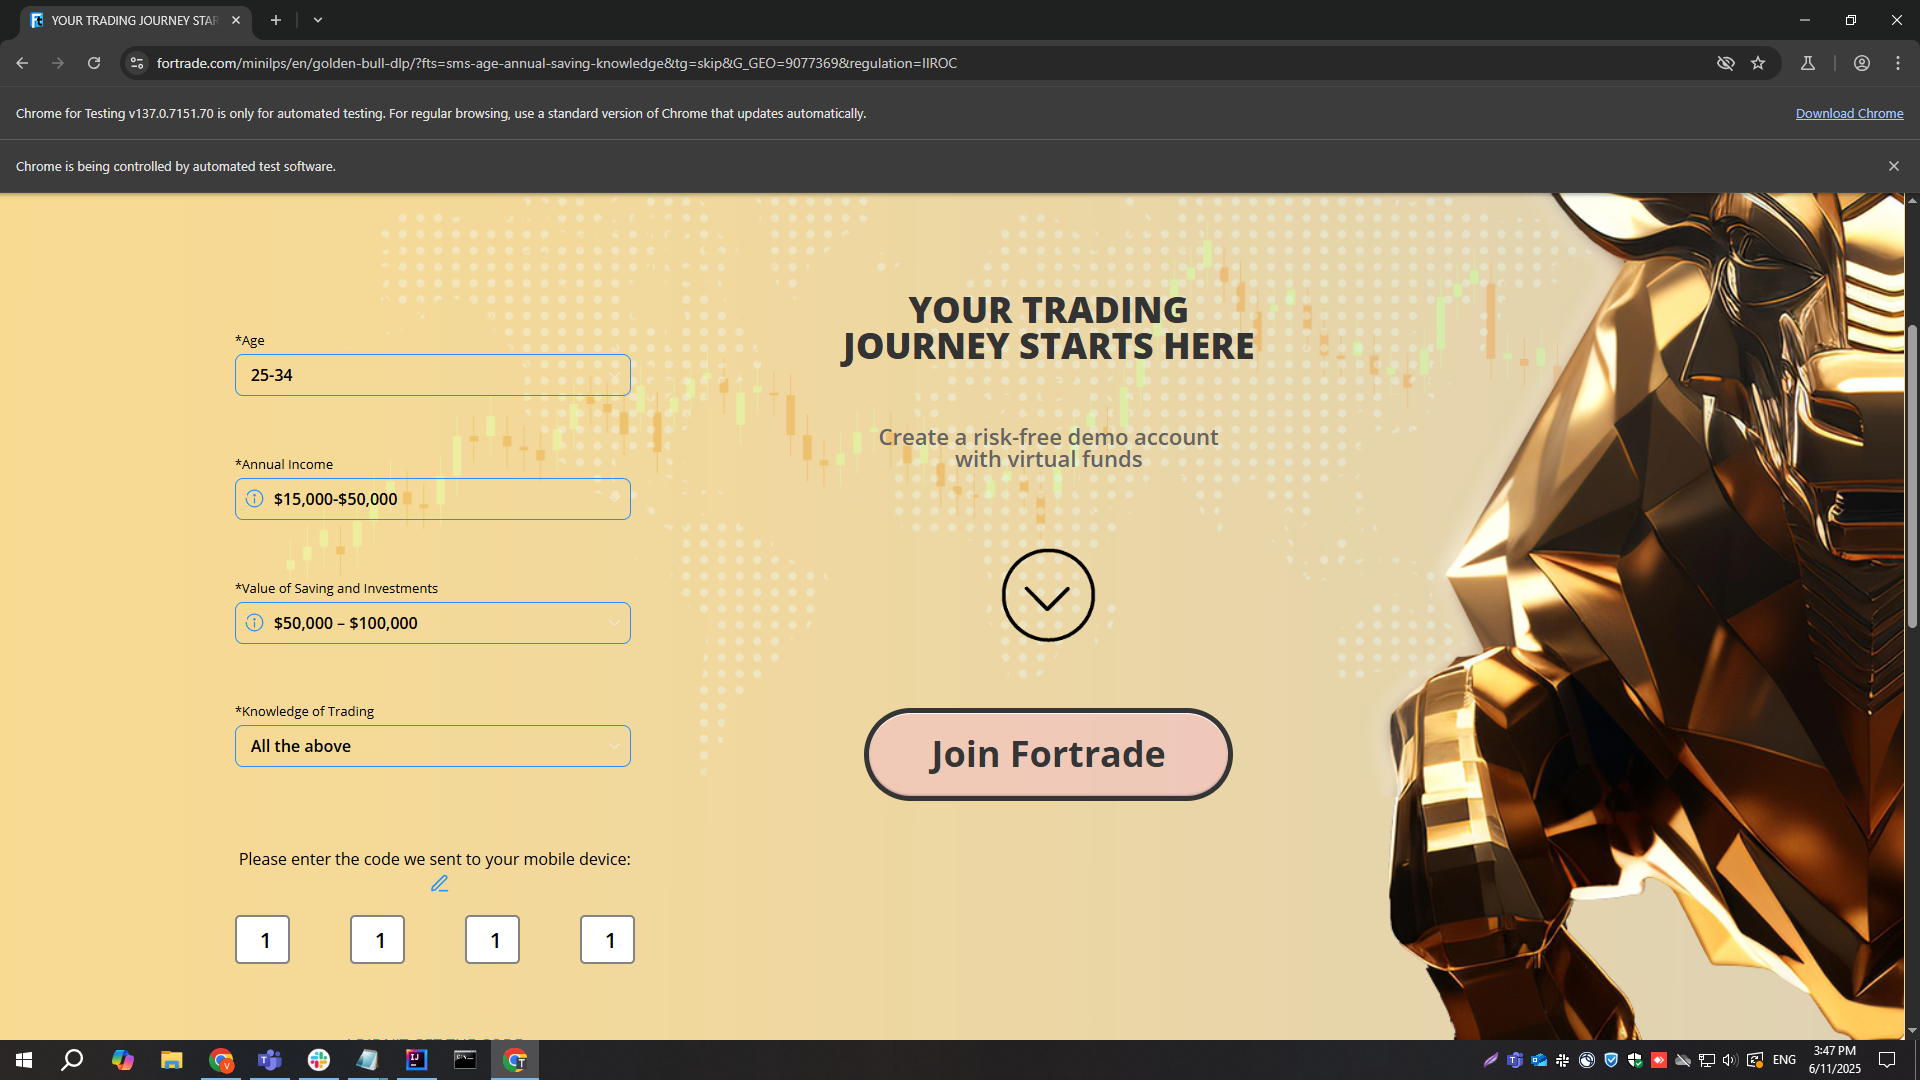 YOUR TRADING JOURNEY STAR
fortrade.com/minilps/en/golden-bull-dlp/?fts=sms-age-annual-saving-knowledge&tg=skip&G_GEO=9077369&regulation=IIROC
Chrome for Testing v137.0.7151.70 is only for automated testing. For regular browsing, use a standard version of Chrome that updates automatically.
Download Chrome
Chrome is being controlled by automated test software.
*Age
25-34
*Annual Income
$15,000-$50,000
*Value of Saving and Investments
$50,000 – $100,000
*Knowledge of Trading
All the above
Please enter the code we sent to your mobile device:
1 1 1 1
YOUR TRADING
JOURNEY STARTS HERE
Create a risk-free demo account
with virtual funds
Join Fortrade
ENG
3:47 PM
6/11/2025